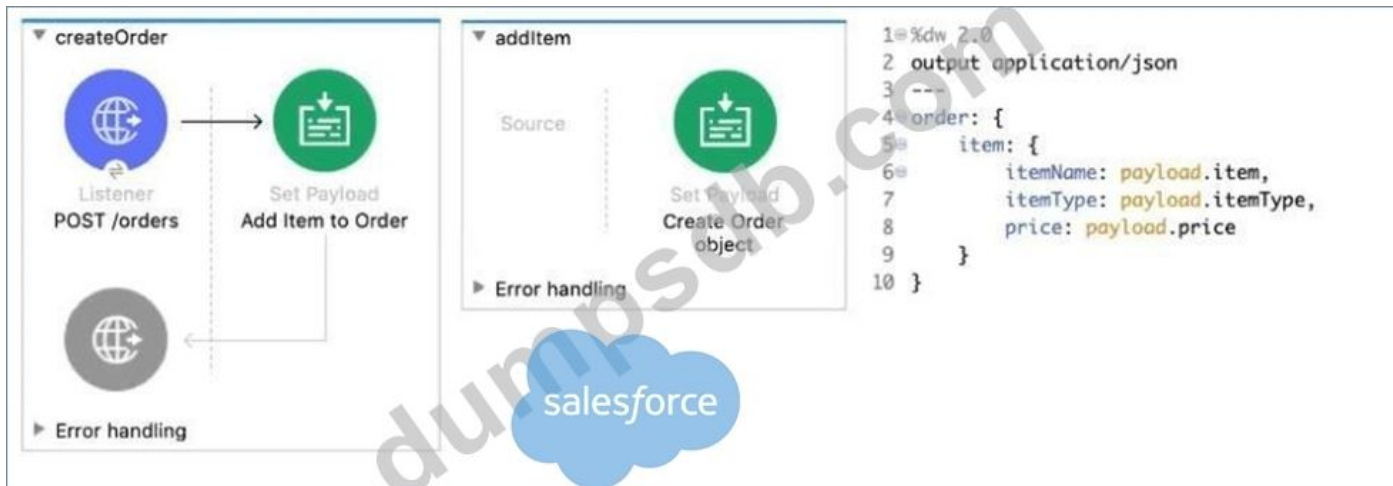 createOrder
Listener
POST /orders
Set Payload
Add Item to Order
Error handling
addItem
Source
Set Payload
Create Order
object
Error handling
1 %dw 2.0
2 output application/json
3 ---
4 order: {
5 item: {
6 itemName: payload.item,
7 itemType: payload.itemType,
8 price: payload.price
9 }
10 }
salesforce
dumpsdb.com